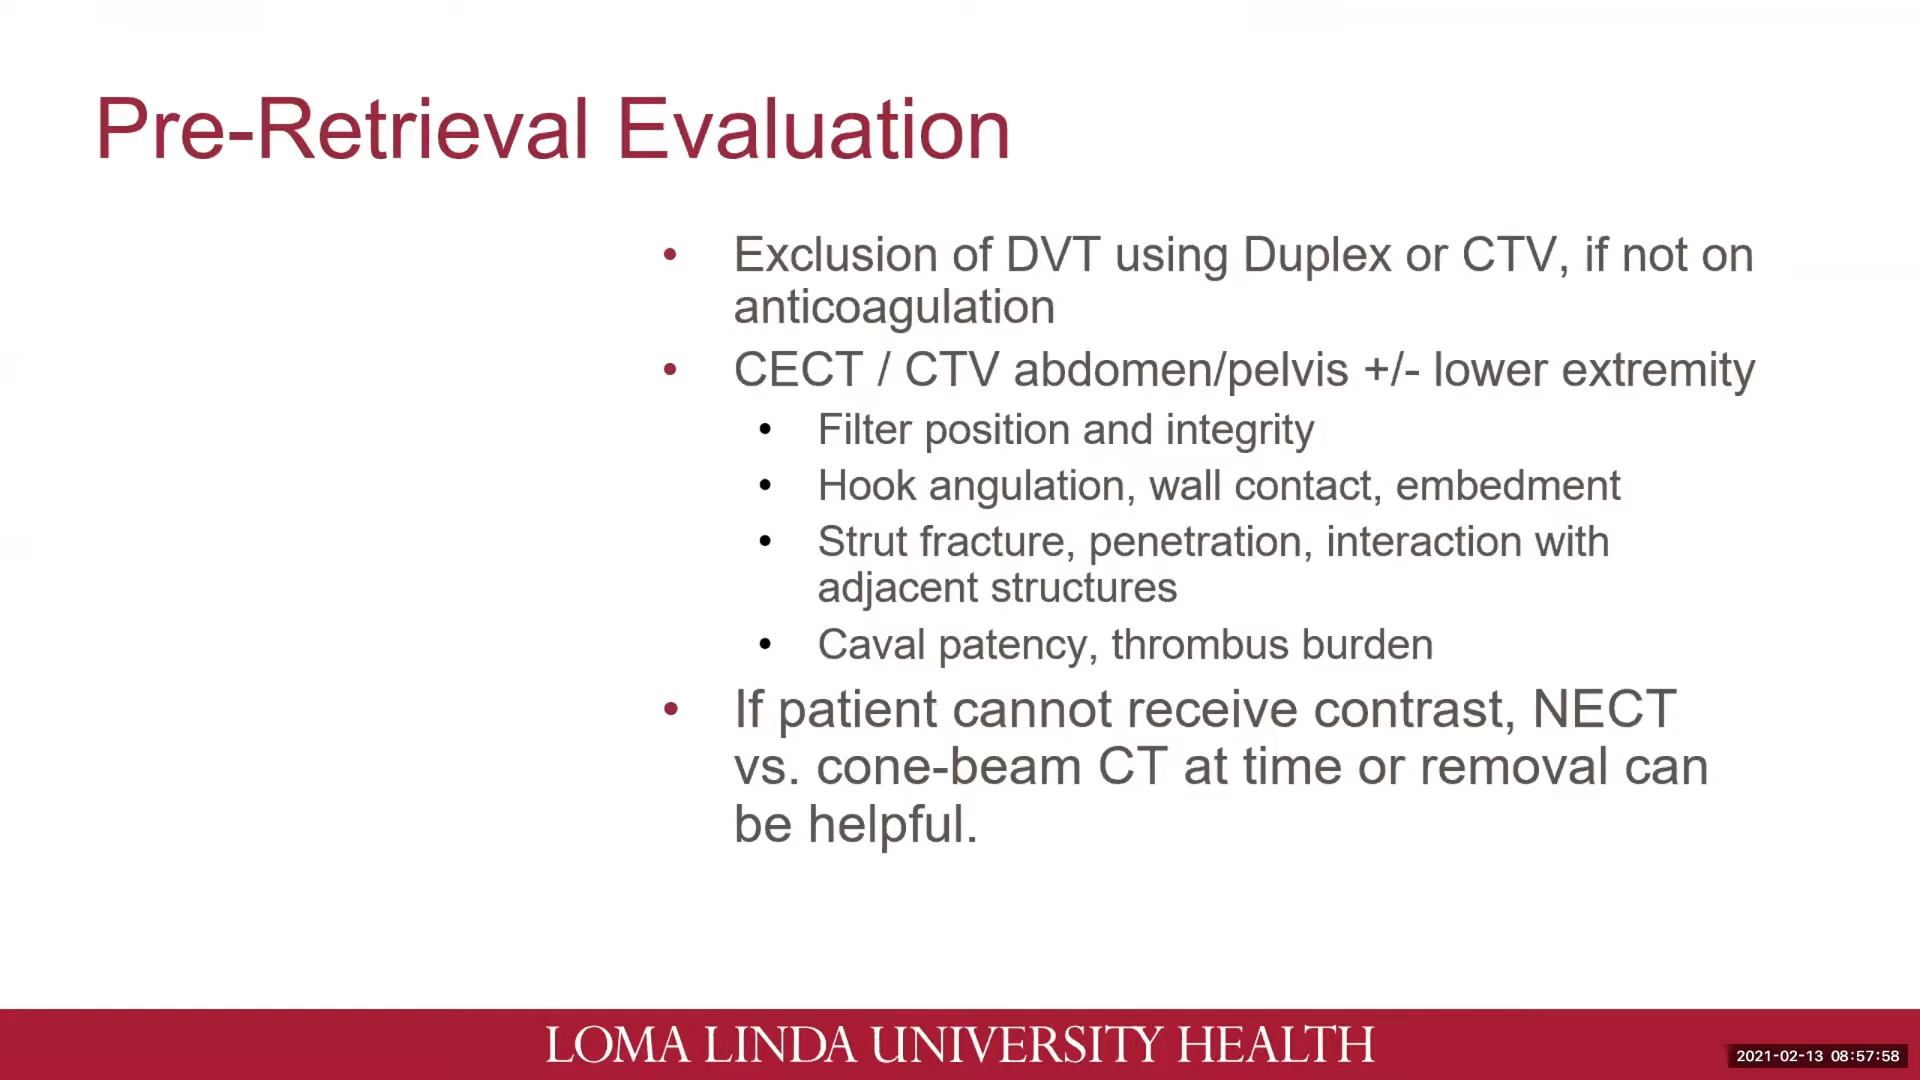 Pre-Retrieval Evaluation
• Exclusion of DVT using Duplex or CTV, if not on
anticoagulation
• CECT / CTV abdomen/pelvis +/- lower extremity
• Filter position and integrity
• Hook angulation, wall contact, embedment
• Strut fracture, penetration, interaction with
adjacent structures
• Caval patency, thrombus burden
• If patient cannot receive contrast, NECT
vs. cone-beam CT at time or removal can
be helpful.
LOMA LINDA UNIVERSITY HEALTH
2021-02-13 08:57:58